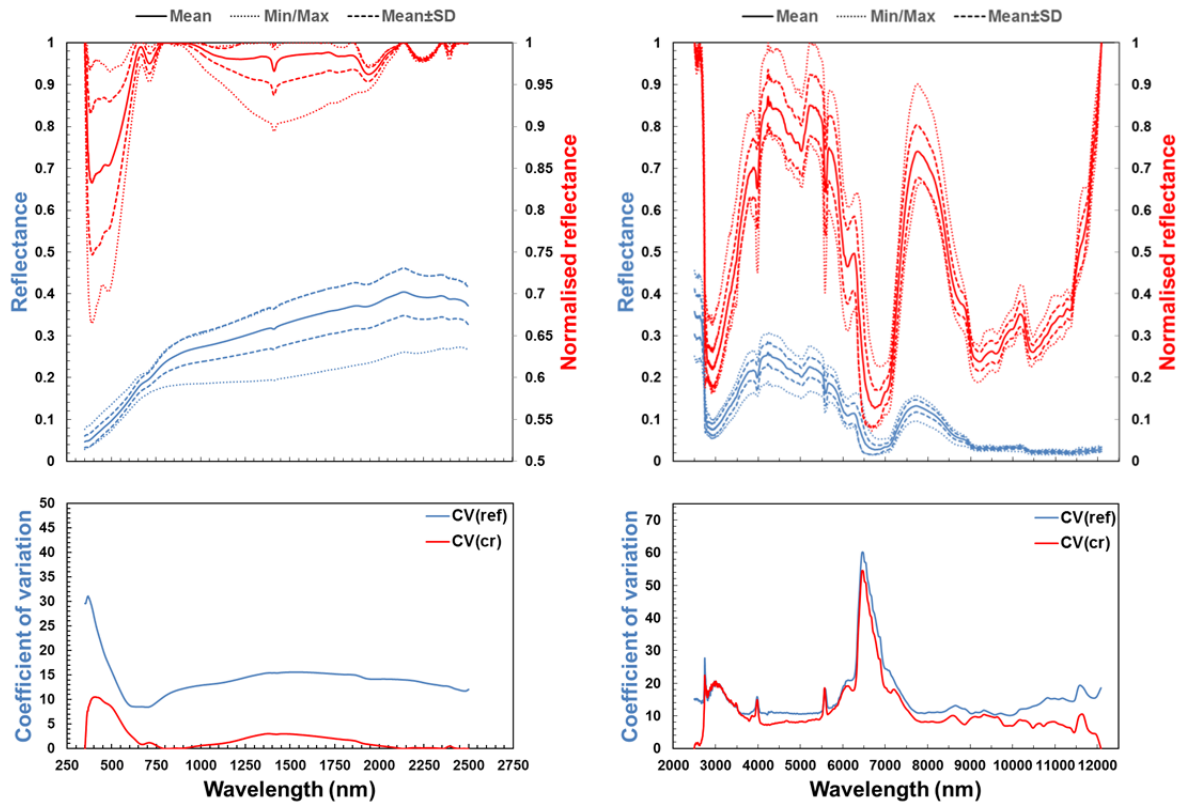 Mean Min/Max Mean±SD
Mean Min/Max Mean±SD
1 1
0.9 0.95
0.8 0.9
0.7 0.85
0.6 0.8
0.5 0.75
0.4 0.7
0.3 0.65
0.2 0.6
0.1 0.55
0 0.5
Reflectance
Normalised reflectance
1 1
0.9 0.9
0.8 0.8
0.7 0.7
0.6 0.6
0.5 0.5
0.4 0.4
0.3 0.3
0.2 0.2
0.1 0.1
0 0
Reflectance
Normalised reflectance
50
45
40
35
30
25
20
15
10
5
0
Coefficient of variation
CV(ref)
CV(cr)
250 500 750 1000 1250 1500 1750 2000 2250 2500 2750
Wavelength (nm)
70
60
50
40
30
20
10
0
Coefficient of variation
CV(ref)
CV(cr)
2000 3000 4000 5000 6000 7000 8000 9000 10000 11000 12000
Wavelength (nm)